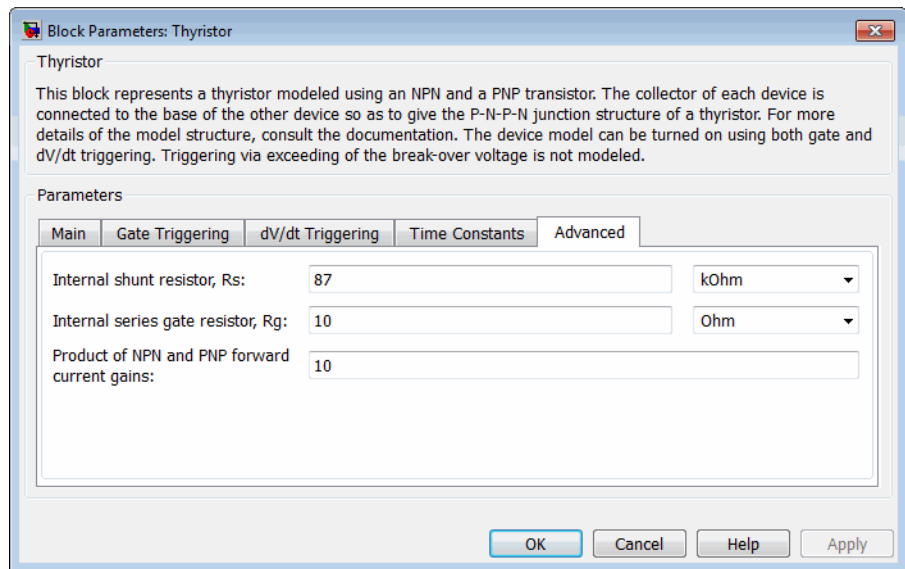 Block Parameters: Thyristor
Thyristor
This block represents a thyristor modeled using an NPN and a PNP transistor. The collector of each device is
connected to the base of the other device so as to give the P-N-P-N junction structure of a thyristor. For more
details of the model structure, consult the documentation. The device model can be turned on using both gate and
dV/dt triggering. Triggering via exceeding of the break-over voltage is not modeled.
Parameters
Main Gate Triggering dV/dt Triggering Time Constants Advanced
Internal shunt resistor, Rs: 87 kOhm
Internal series gate resistor, Rg: 10 Ohm
Product of NPN and PNP forward
current gains: 10
OK Cancel Help Apply